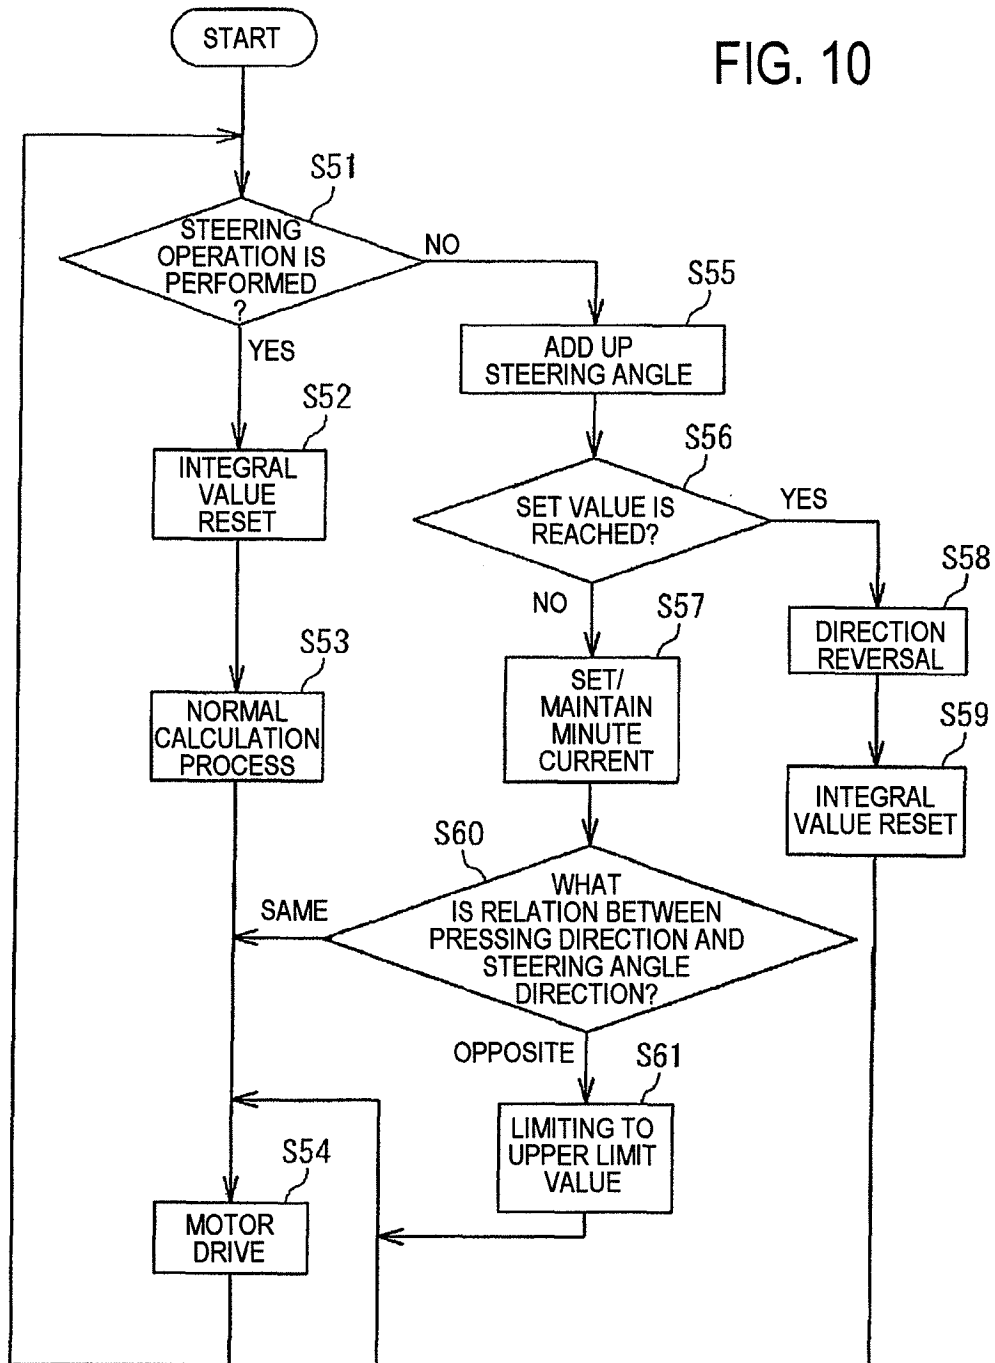 START
FIG. 10
S51
STEERING
OPERATION IS
PERFORMED
?
NO
YES
S55
ADD UP
STEERING ANGLE
S52
INTEGRAL
VALUE
RESET
S56
SET VALUE IS
REACHED?
YES
NO
S58
DIRECTION
REVERSAL
S57
SET/
MAINTAIN
MINUTE
CURRENT
S53
NORMAL
CALCULATION
PROCESS
S59
INTEGRAL
VALUE RESET
S60
WHAT
IS RELATION BETWEEN
PRESSING DIRECTION AND
STEERING ANGLE
DIRECTION?
SAME
OPPOSITE
S61
LIMITING TO
UPPER LIMIT
VALUE
S54
MOTOR
DRIVE